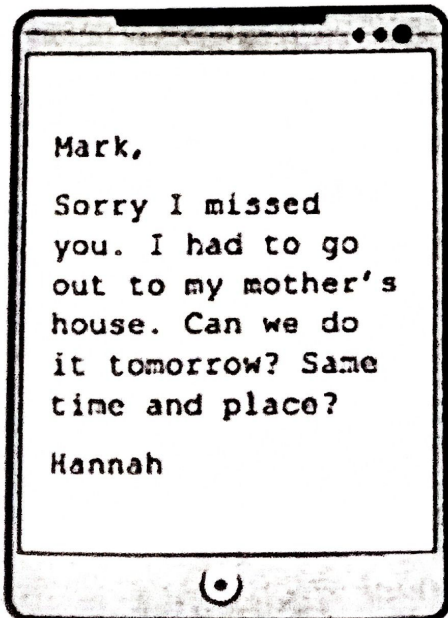 Mark,
Sorry I missed
you. I had to go
out to my mother's
house. Can we do
it tomorrow? Same
time and place?
Hannah